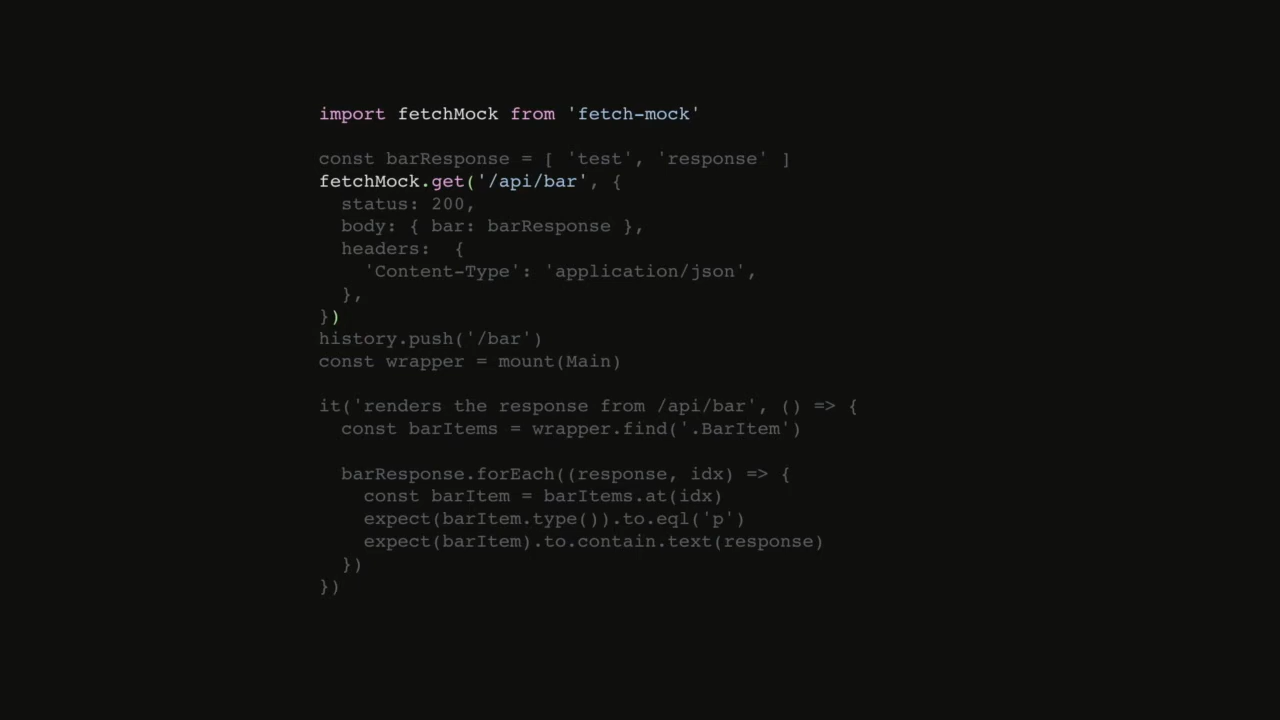 import fetchMock from 'fetch-mock'
const barResponse = [ 'test', 'response' ]
fetchMock.get('/api/bar', {
  status: 200,
  body: { bar: barResponse },
  headers:  {
    'Content-Type': 'application/json',
  },
})
history.push('/bar')
const wrapper = mount(Main)
it('renders the response from /api/bar', () => {
  const barItems = wrapper.find('.BarItem')
  barResponse.forEach((response, idx) => {
    const barItem = barItems.at(idx)
    expect(barItem.type()).to.eql('p')
    expect(barItem).to.contain.text(response)
  })
})